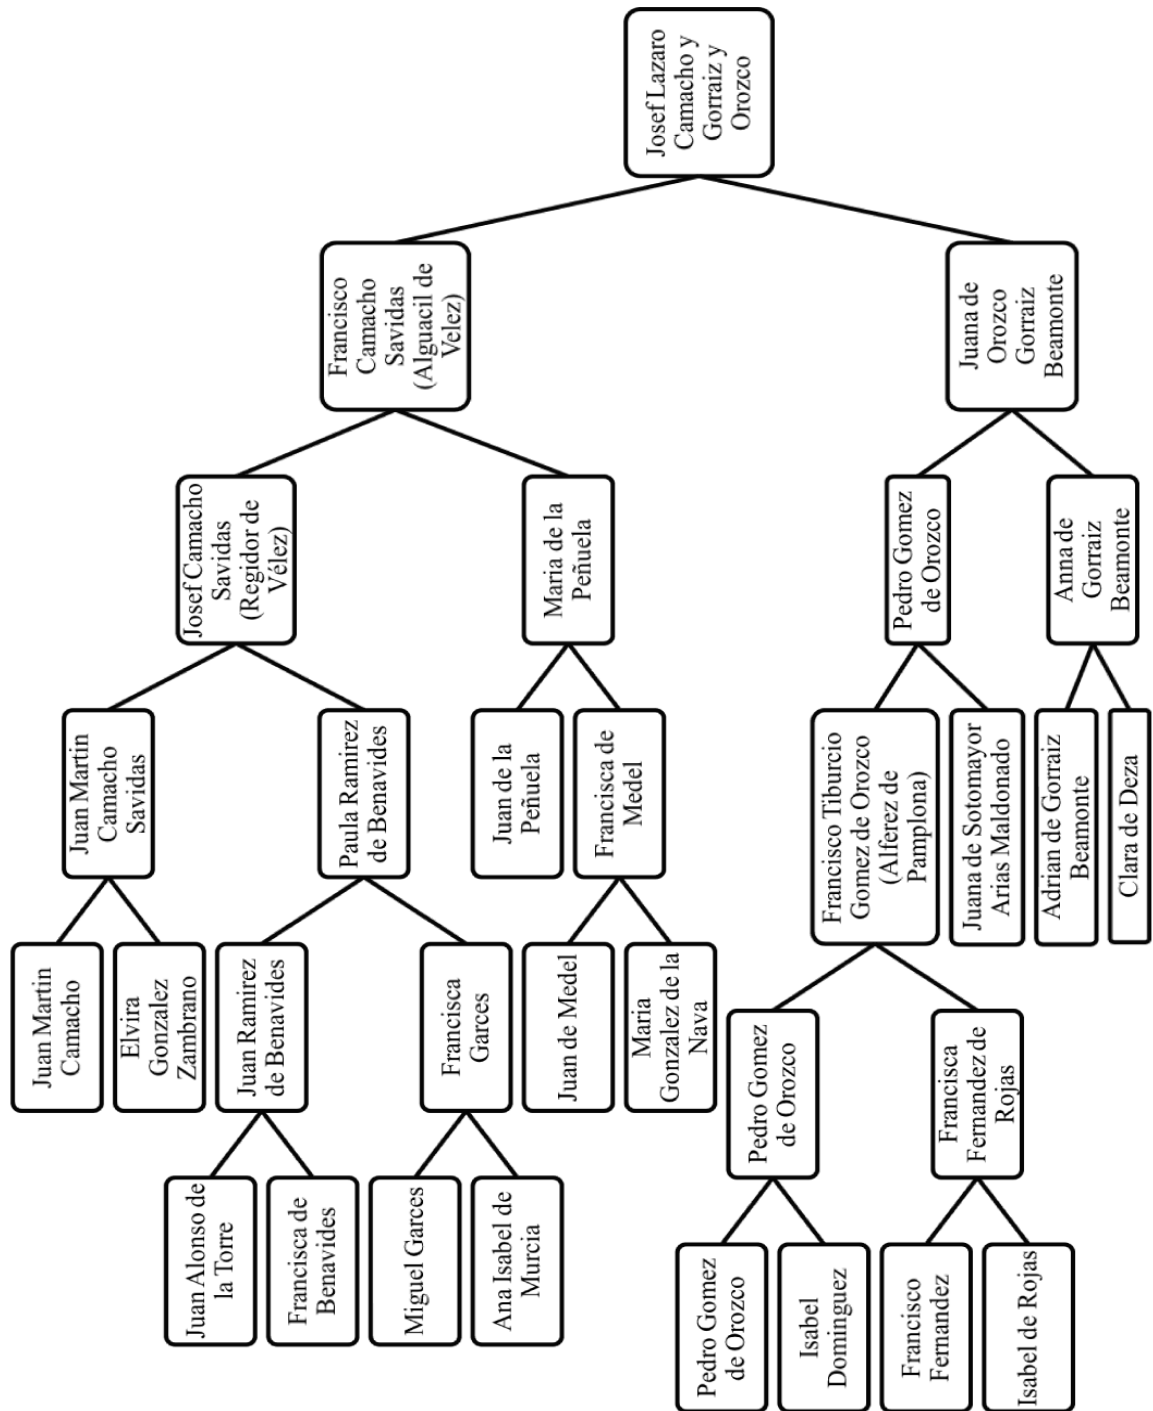 Josef Lazaro
Camacho y
Gorraiz y
Orozco
Francisco
Camacho
Savidas
(Alguacil de
Velez)
Juana de
Orozco
Gorraiz
Beamonte
Josef Camacho
Savidas
(Regidor de
Vélez)
Maria de la
Peñuela
Pedro Gomez
de Orozco
Anna de
Gorraiz
Beamonte
Juan Martin
Camacho
Savidas
Paula Ramirez
de Benavides
Juan de la
Peñuela
Francisca de
Medel
Francisco Tiburcio
Gomez de Orozco
(Alferez de
Pamplona)
Juana de Sotomayor
Arias Maldonado
Adrian de Gorraiz
Beamonte
Clara de Deza
Juan Martin
Camacho
Elvira
Gonzalez
Zambrano
Juan Ramirez
de Benavides
Francisca
Garces
Juan de Medel
Maria
Gonzalez de la
Nava
Pedro Gomez
de Orozco
Francisca
Fernandez de
Rojas
Juan Alonso de
la Torre
Francisca de
Benavides
Miguel Garces
Ana Isabel de
Murcia
Pedro Gomez
de Orozco
Isabel
Dominguez
Francisco
Fernandez
Isabel de Rojas